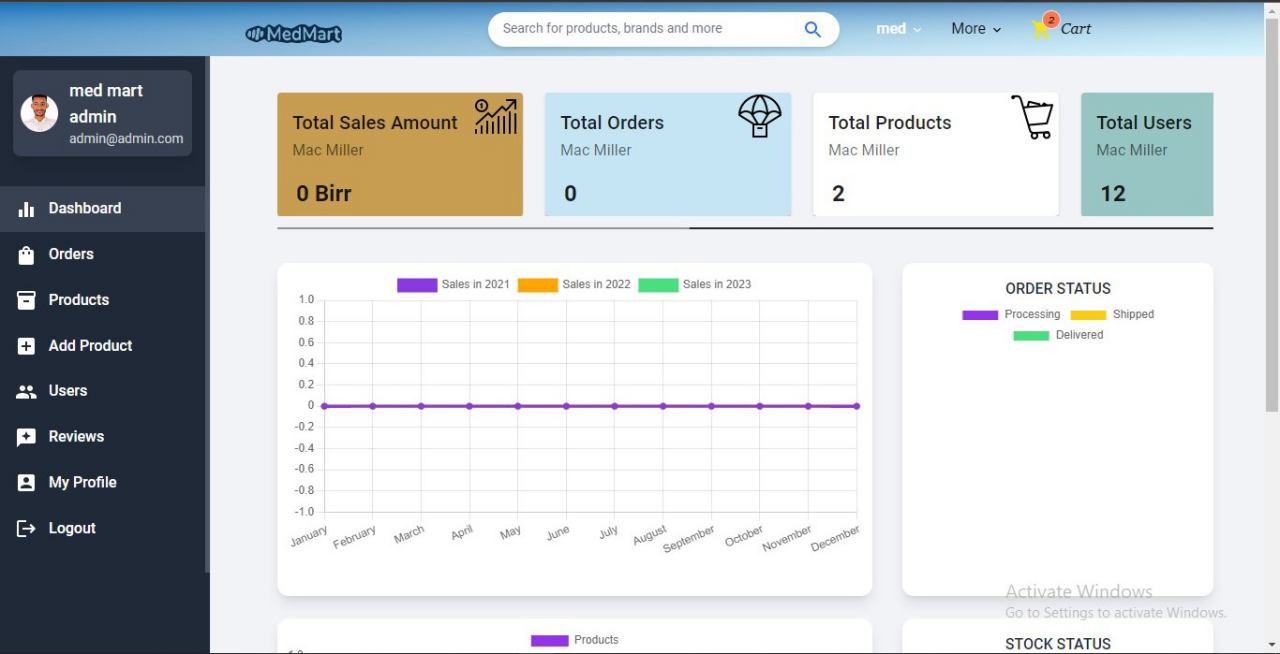 MedMart
Search for products, brands and more
med
More
2
Cart
med mart
admin
admin@admin.com
Dashboard
Orders
Products
Add Product
Users
Reviews
My Profile
Logout
Total Sales Amount
Mac Miller
0 Birr
Total Orders
Mac Miller
0
Total Products
Mac Miller
2
Total Users
Mac Miller
12
Sales in 2021 Sales in 2022 Sales in 2023
1.0
0.8
0.6
0.4
0.2
0
-0.2
-0.4
-0.6
-0.8
-1.0
January February March April May June July August September October November December
ORDER STATUS
Processing Shipped
Delivered
Activate Windows
Go to Settings to activate Windows.
Products
1.0
STOCK STATUS